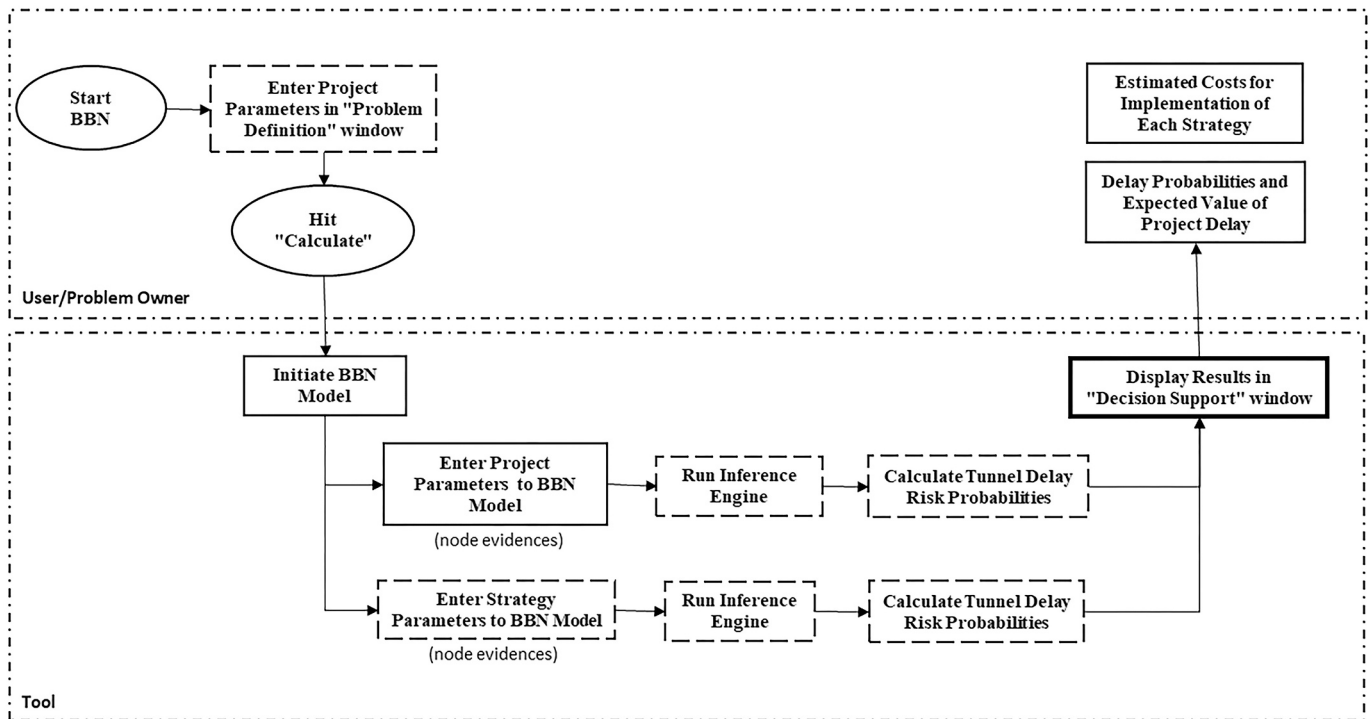 Start
BBN
Enter Project
Parameters in "Problem
Definition" window
Hit
"Calculate"
Estimated Costs for
Implementation of
Each Strategy
Delay Probabilities and
Expected Value of
Project Delay
User/Problem Owner
Initiate BBN
Model
Display Results in
"Decision Support" window
Enter Project
Parameters to BBN
Model
(node evidences)
Run Inference
Engine
Calculate Tunnel Delay
Risk Probabilities
Enter Strategy
Parameters to BBN Model
(node evidences)
Run Inference
Engine
Calculate Tunnel Delay
Risk Probabilities
Tool